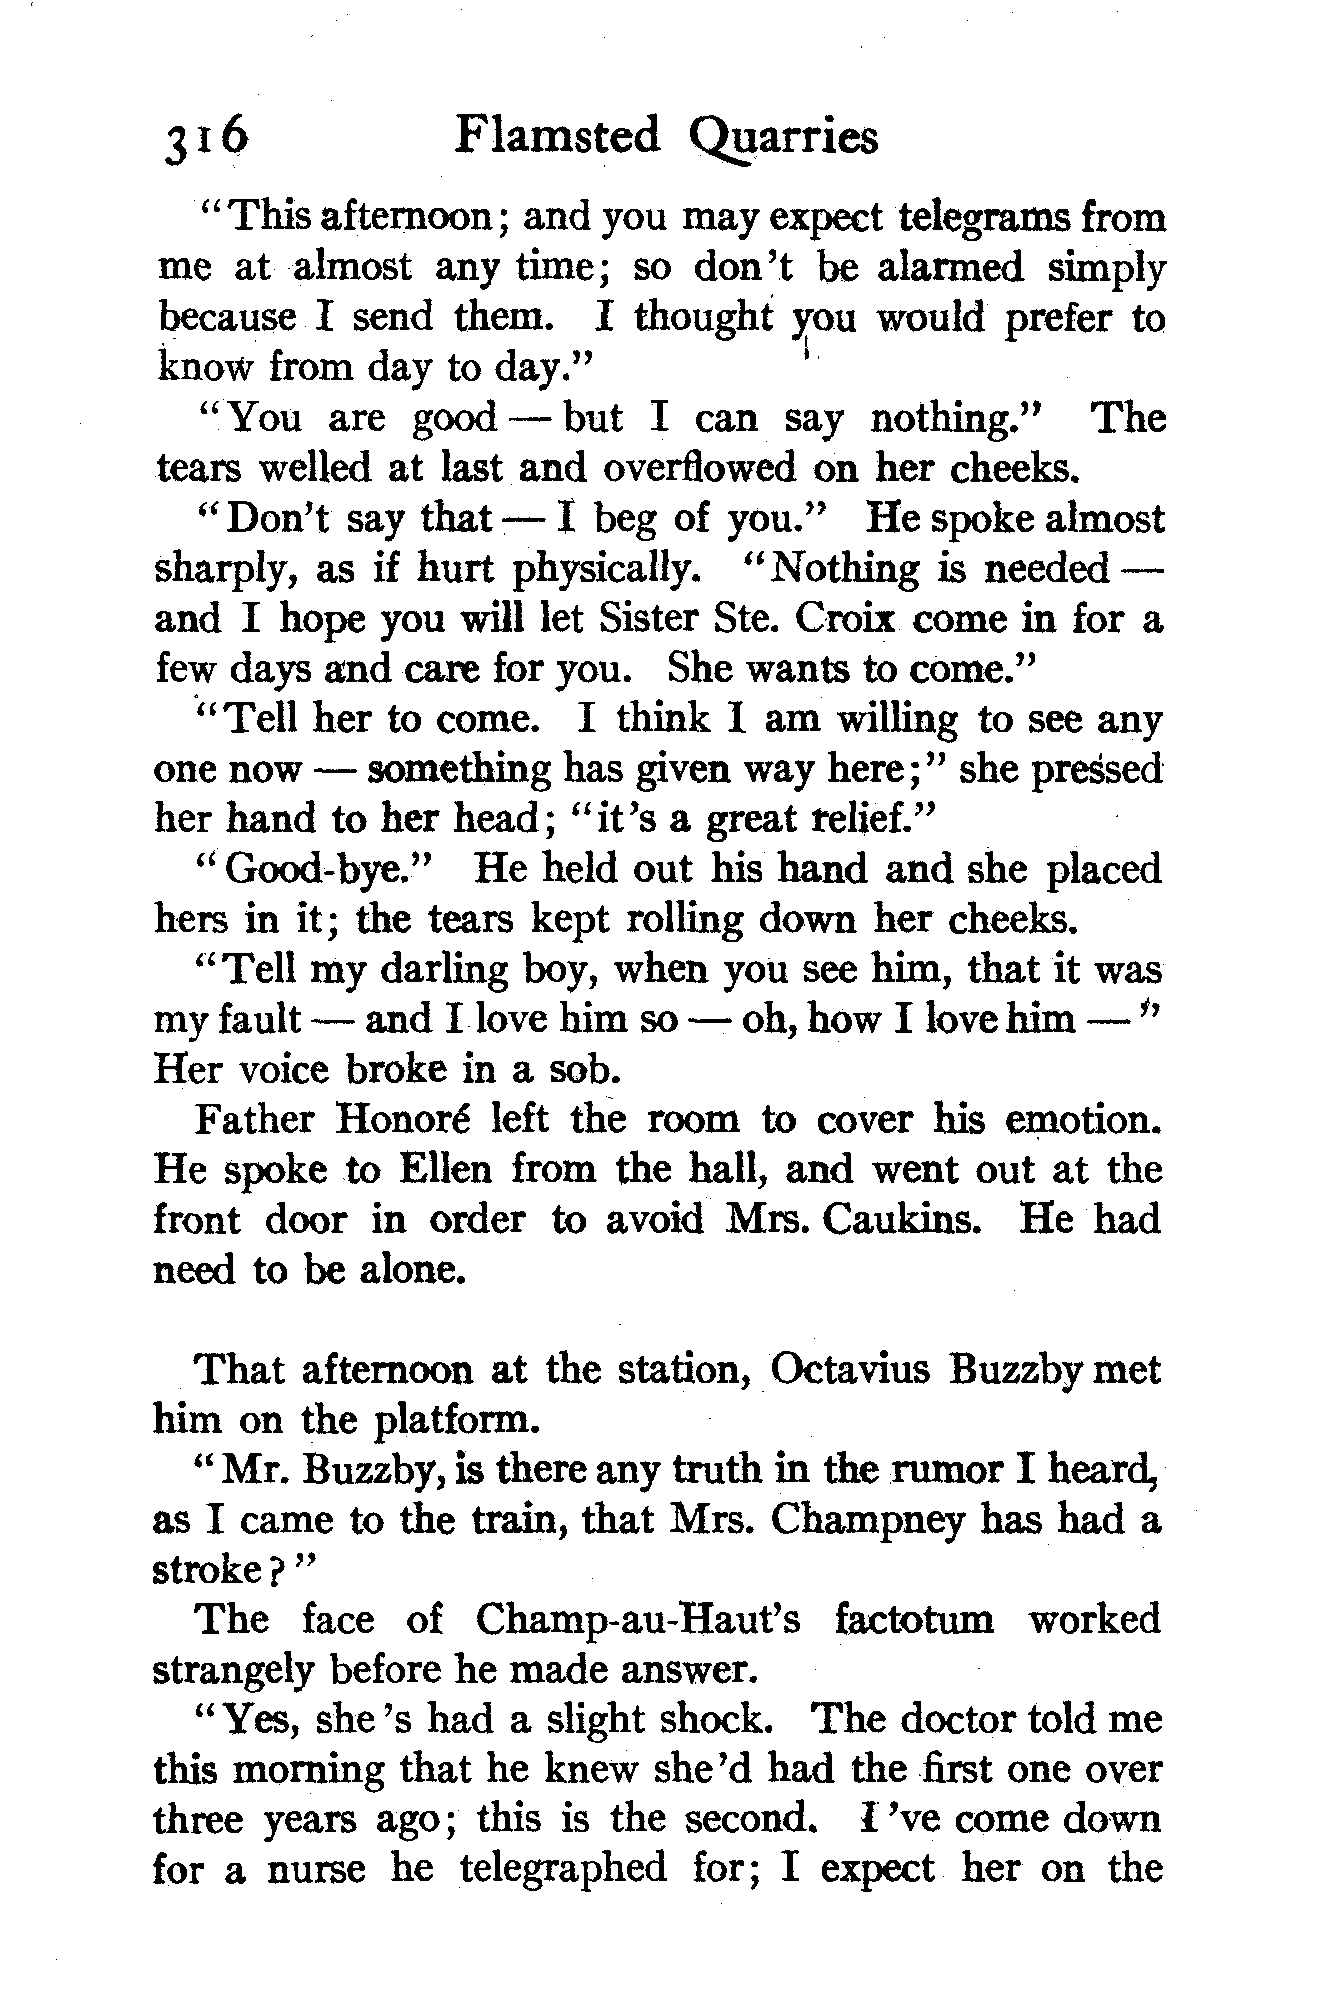 316 Flamsted Quarries
“This afternoon; and you may expect telegrams from
me at almost any time; so don't be alarmed simply
because I send them. I thought you would prefer to
know from day to day.”
“You are good — but I can say nothing.” The
tears welled at last and overflowed on her cheeks.
“Don't say that — I beg of you.” He spoke almost
sharply, as if hurt physically. “Nothing is needed —
and I hope you will let Sister Ste. Croix come in for a
few days and care for you. She wants to come.”
“Tell her to come. I think I am willing to see any
one now — something has given way here;” she pressed
her hand to her head; “it's a great relief.”
“Good-bye.” He held out his hand and she placed
hers in it; the tears kept rolling down her cheeks.
“Tell my darling boy, when you see him, that it was
my fault — and I love him so — oh, how I love him —”
Her voice broke in a sob.
Father Honoré left the room to cover his emotion.
He spoke to Ellen from the hall, and went out at the
front door in order to avoid Mrs. Caukins. He had
need to be alone.
That afternoon at the station, Octavius Buzzby met
him on the platform.
“Mr. Buzzby, is there any truth in the rumor I heard,
as I came to the train, that Mrs. Champney has had a
stroke?”
The face of Champ-au-Haut's factotum worked
strangely before he made answer.
“Yes, she's had a slight shock. The doctor told me
this morning that he knew she'd had the first one over
three years ago; this is the second. I've come down
for a nurse he telegraphed for; I expect her on the